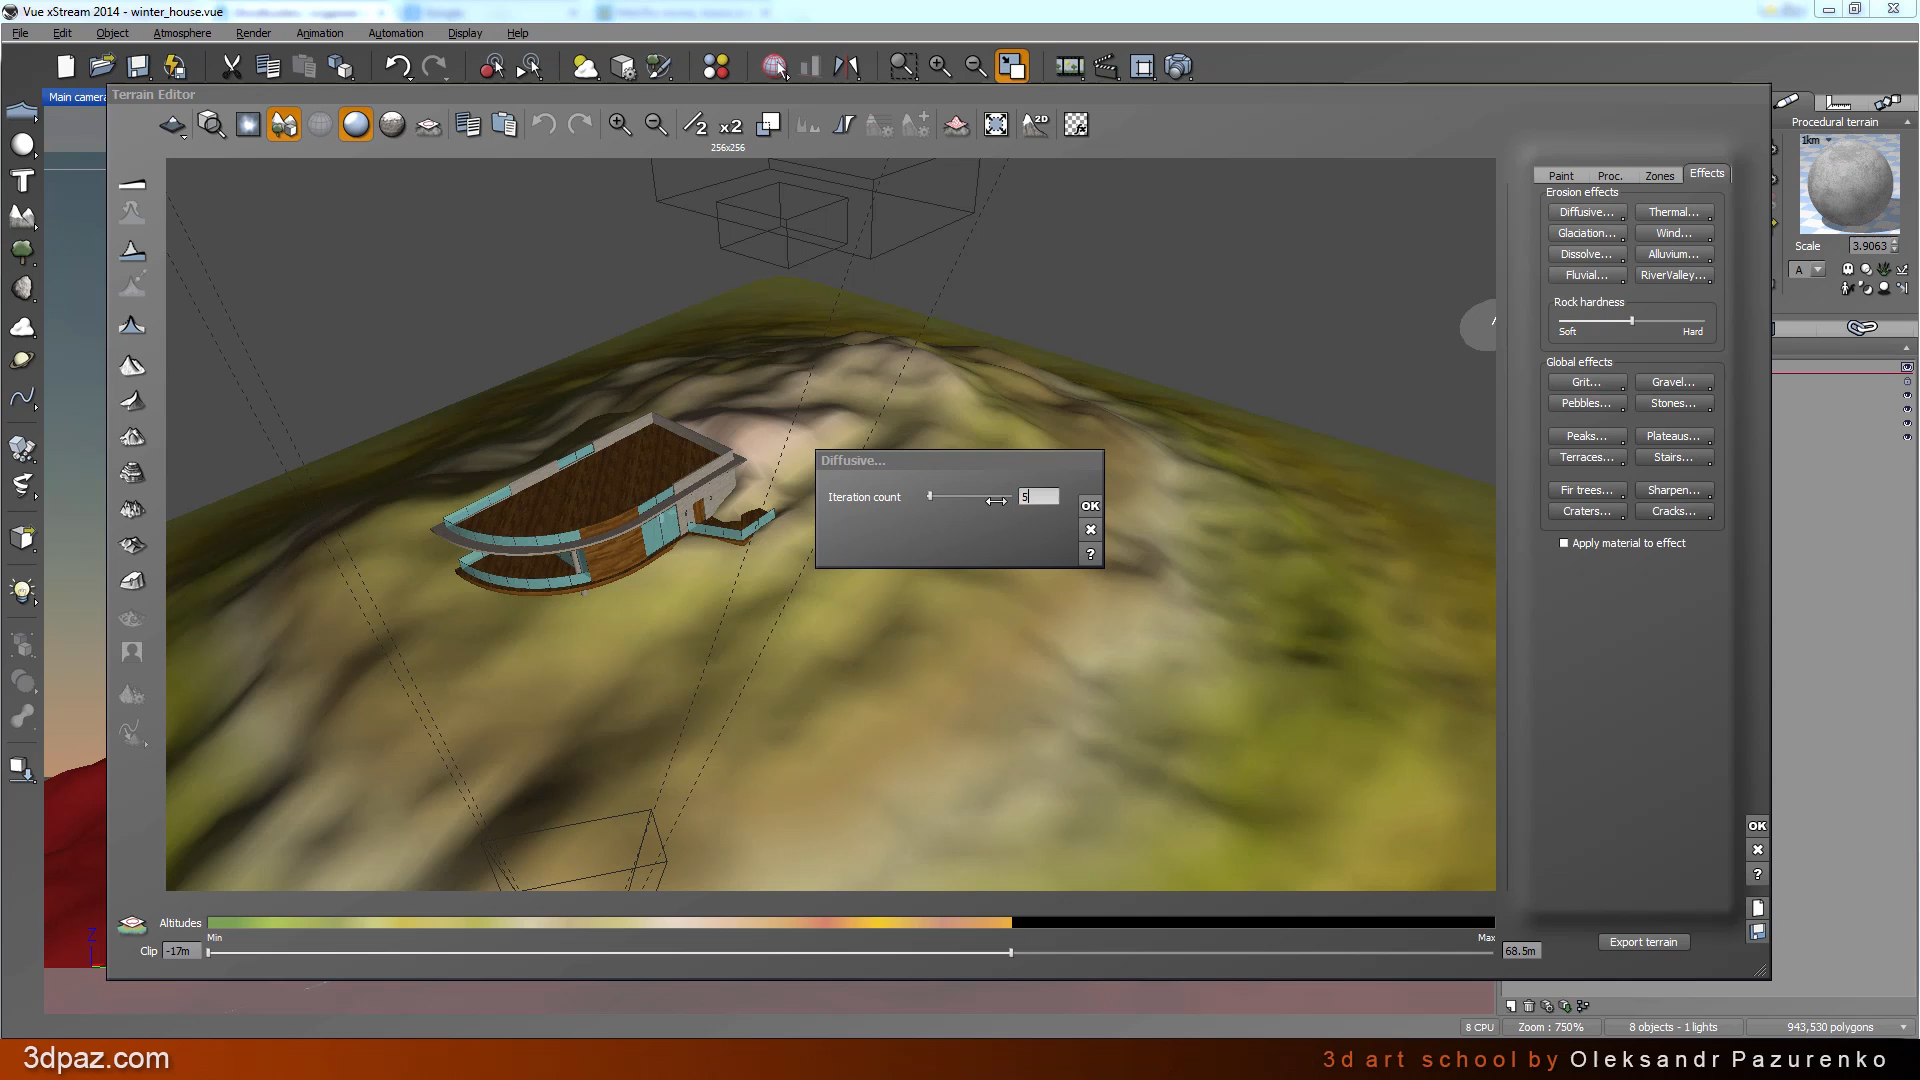 Vue xStream 2014 - winter_house.vue
File Edit Object Atmosphere Render Animation Automation Display Help
Main camera
Terrain Editor
/2 x2
2D
256x256
Procedural terrain
1km
Scale 3.9063
A
Paint Proc. Zones Effects
Erosion effects
Diffusive... Thermal...
Glaciation... Wind...
Dissolve... Alluvium...
Fluvial... RiverValley...
Rock hardness
Soft Hard
Global effects
Grit... Gravel...
Pebbles... Stones...
Peaks... Plateaus...
Terraces... Stairs...
Fir trees... Sharpen...
Craters... Cracks...
Apply material to effect
Diffusive...
Iteration count 5
OK
?
OK
?
Altitudes
Min Max
Clip -17m 68.5m
Export terrain
Z
8 CPU Zoom : 750% 8 objects - 1 lights 943,530 polygons
3dpaz.com
3d art school by Oleksandr Pazurenko